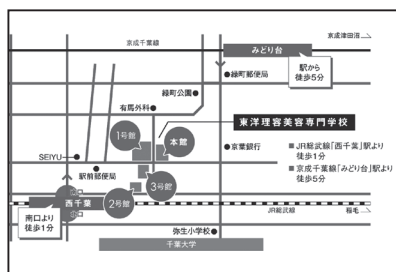 京成千葉線
京成津田沼
みどり台
駅から
徒歩5分
緑町郵便局
緑町公園
有馬外科
東洋理容美容専門学校
1号館
本館
京葉銀行
JR総武線「西千葉」駅より
徒歩1分
京成千葉線「みどり台」駅より
徒歩5分
SEIYU
駅前郵便局
3号館
2号館
西千葉
南口より
徒歩1分
JR総武線
稲毛
弥生小学校
千葉大学